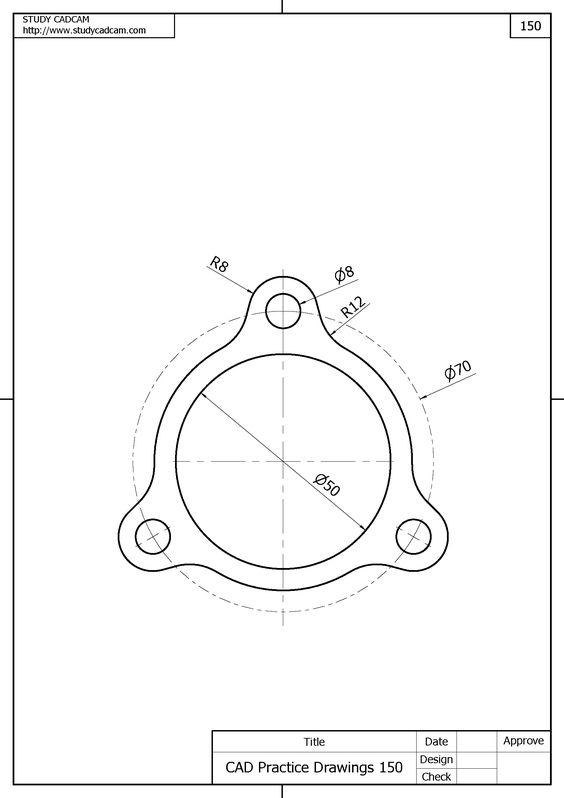 STUDY CADCAM
http://www.studycadcam.com
150
R8
Ø8
R12
Ø70
Ø50
Title
Date
Approve
CAD Practice Drawings 150
Design
Check